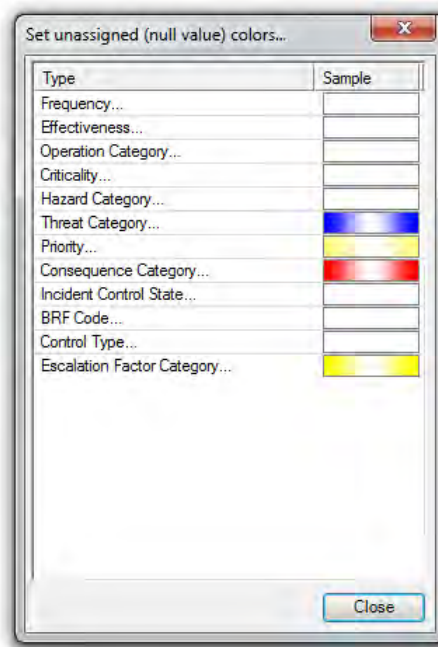 Set unassigned (null value) colors...
Type Sample
Frequency...
Effectiveness...
Operation Category...
Criticality...
Hazard Category...
Threat Category...
Priority...
Consequence Category...
Incident Control State...
BRF Code...
Control Type...
Escalation Factor Category...
Close